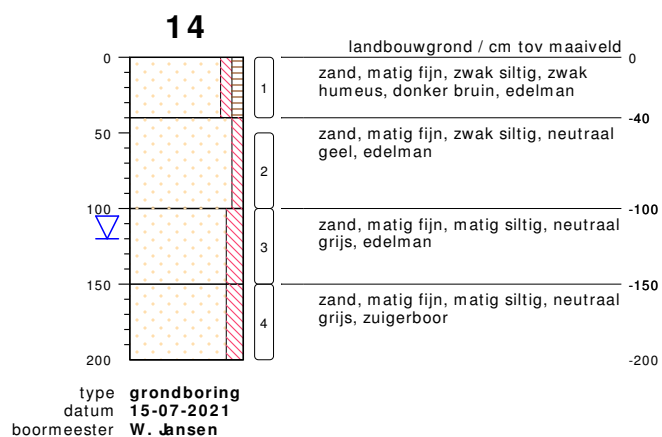 14
landbouwgrond / cm tov maaiveld
0
0
zand, matig fijn, zwak siltig, zwak
humeus, donker bruin, edelman
1
-40
50
zand, matig fijn, zwak siltig, neutraal
geel, edelman
2
100
-100
zand, matig fijn, matig siltig, neutraal
grijs, edelman
3
150
-150
zand, matig fijn, matig siltig, neutraal
grijs, zuigerboor
4
200
-200
type grondboring
datum 15-07-2021
boormeester W. Jansen